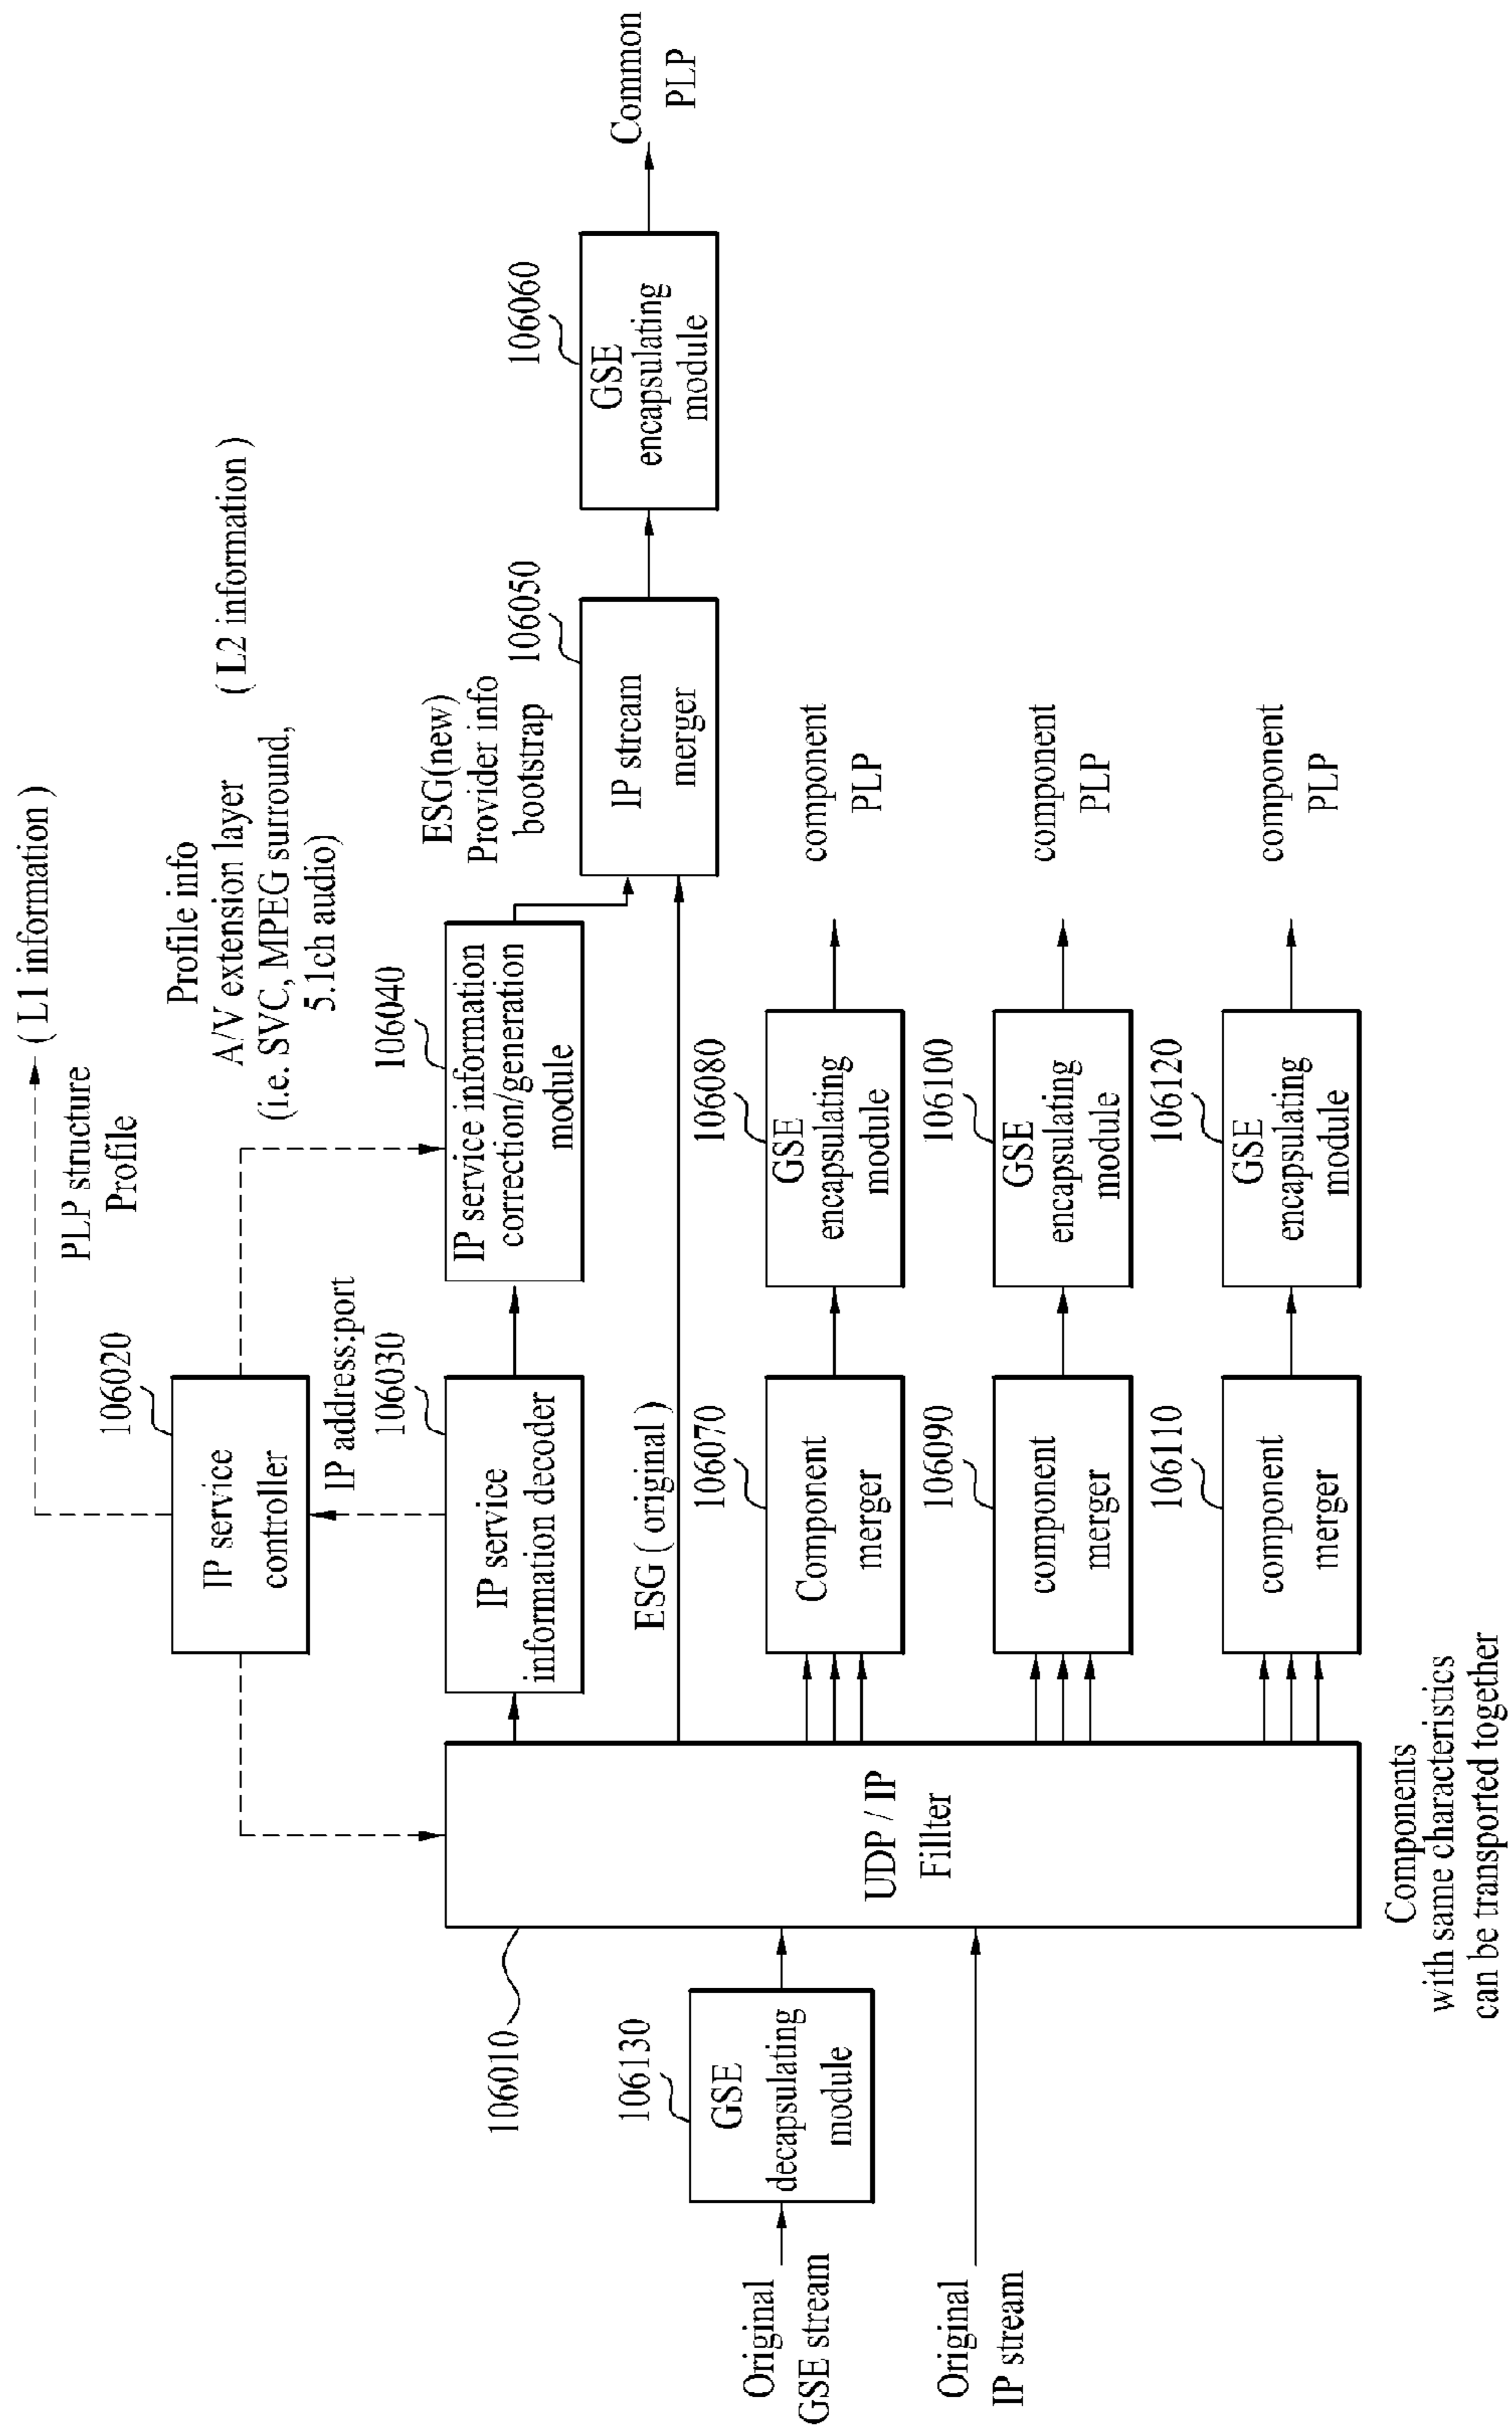 ( L1 information )
PLP structure
Profile
Profile info
A/V extension layer
(i.e. SVC, MPEG surround,
5.1ch audio)
( L2 information )
106020
IP service
controller
IP address:port
106030
IP service
information decoder
106040
IP service information
correction/generation
module
ESG(new)
Provider info
bootstrap
106050
IP strcam
merger
106060
GSE
encapsulating
module
Common
PLP
ESG ( original )
106010
UDP / IP
Fillter
106130
GSE
decapsulating
module
Original
GSE stream
Original
IP stream
106070
Component
merger
106080
GSE
encapsulating
module
component
PLP
106090
component
merger
106100
GSE
encapsulating
module
component
PLP
106110
component
merger
106120
GSE
encapsulating
module
component
PLP
Components
with same characteristics
can be transported together